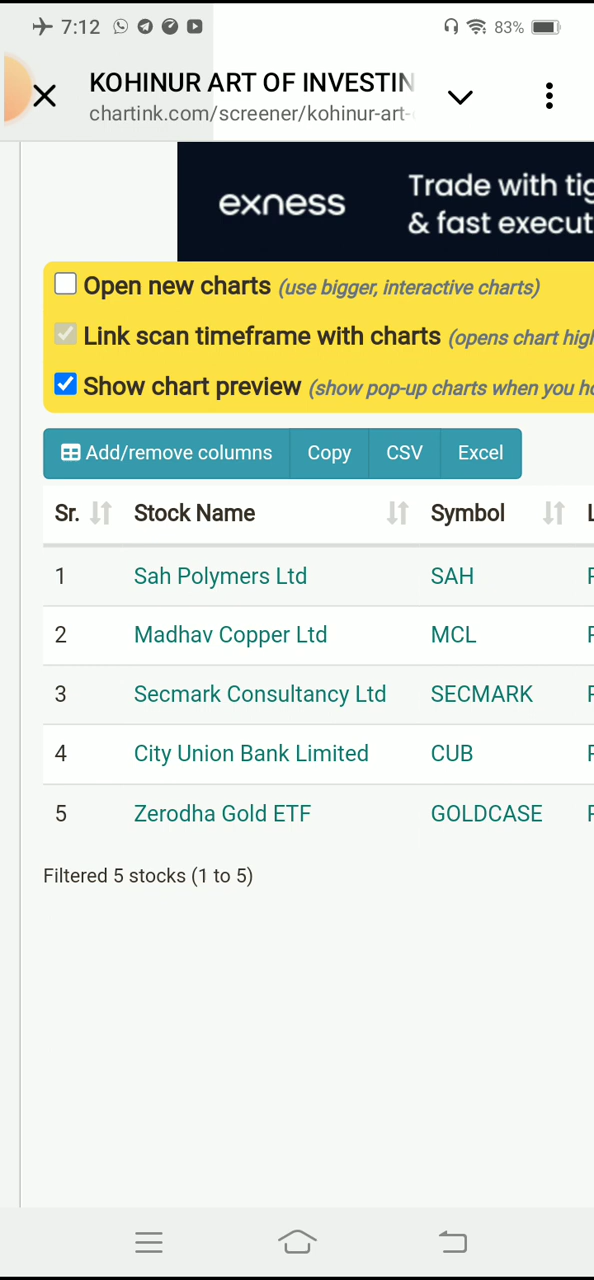 7:12
83%
KOHINUR ART OF INVESTIN
chartink.com/screener/kohinur-art-
exness
Trade with tig
& fast execut
Open new charts (use bigger, interactive charts)
Link scan timeframe with charts (opens chart high
Show chart preview (show pop-up charts when you ho
Add/remove columns Copy CSV Excel
Sr. Stock Name Symbol L
1 Sah Polymers Ltd SAH
2 Madhav Copper Ltd MCL
3 Secmark Consultancy Ltd SECMARK
4 City Union Bank Limited CUB
5 Zerodha Gold ETF GOLDCASE
Filtered 5 stocks (1 to 5)